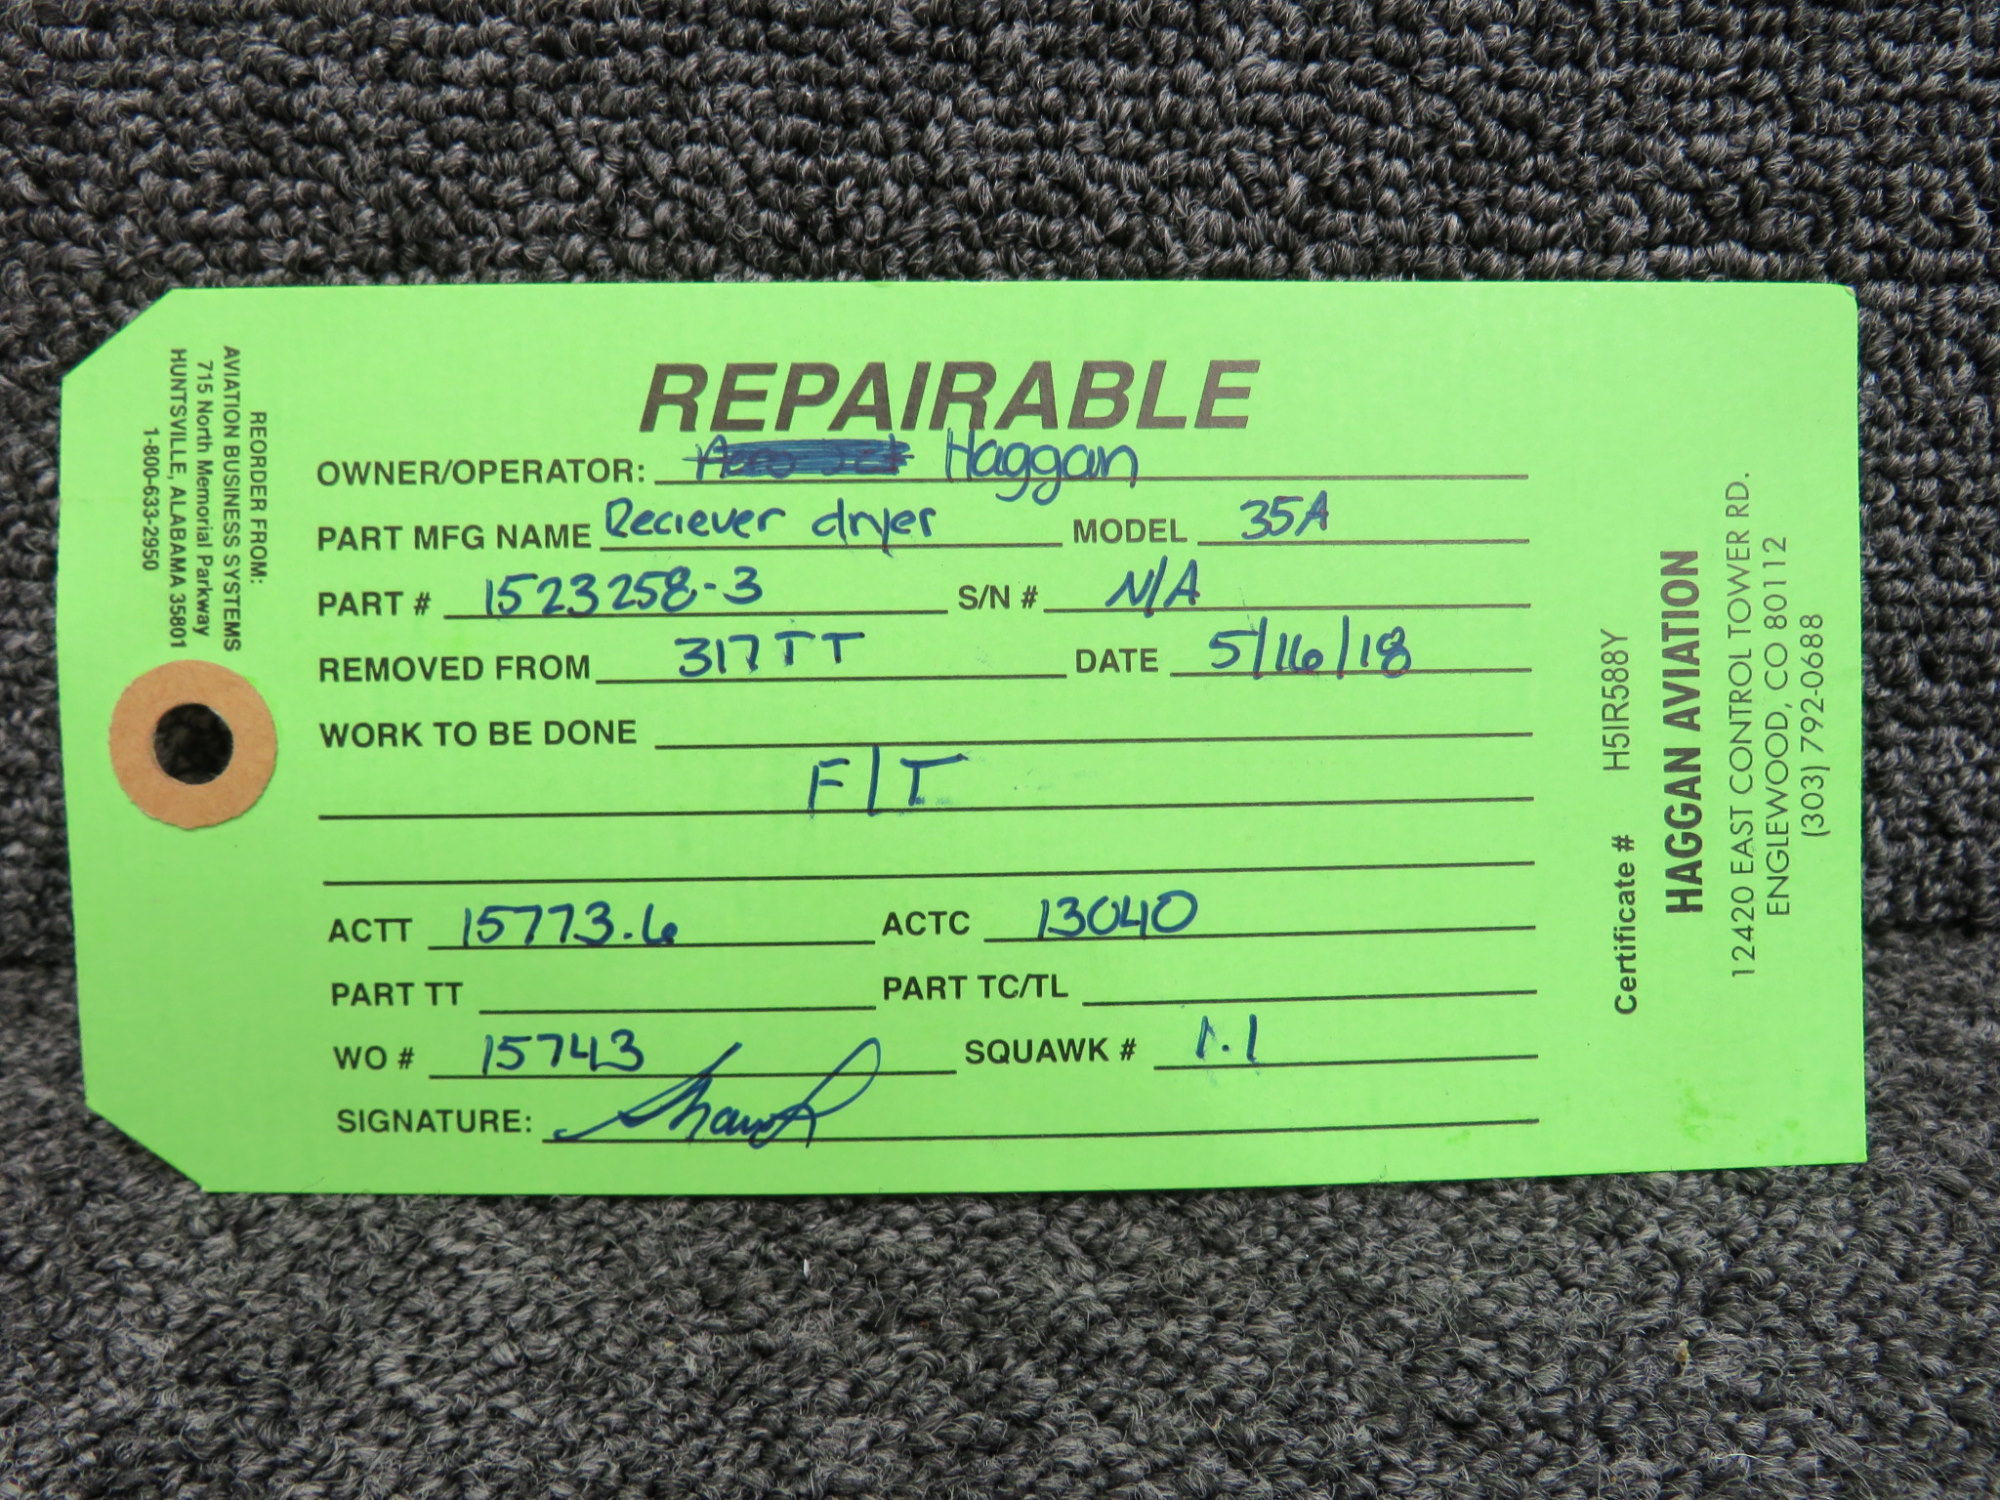 REPAIRABLE
OWNER/OPERATOR: Haggan
PART MFG NAME Reciever dryer MODEL 35A
PART # 1523258-3 S/N # N/A
REMOVED FROM 317TT DATE 5/16/18
WORK TO BE DONE
F/T
ACTT 15773.6 ACTC 13040
PART TT PART TC/TL
WO # 15743 SQUAWK # 1.1
SIGNATURE:
REORDER FROM:
AVIATION BUSINESS SYSTEMS
715 North Memorial Parkway
HUNTSVILLE, ALABAMA 35801
1-800-633-2950
Certificate # H5IR588Y
HAGGAN AVIATION
12420 EAST CONTROL TOWER RD.
ENGLEWOOD, CO 80112
(303) 792-0688